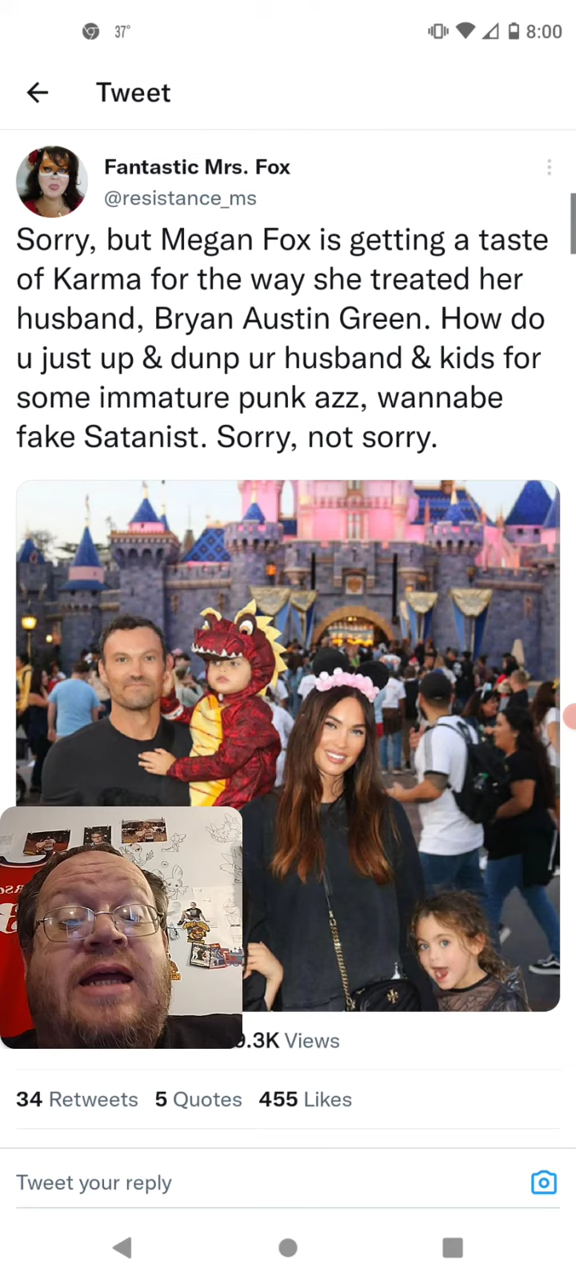 37° 8:00
Tweet
Fantastic Mrs. Fox
@resistance_ms
Sorry, but Megan Fox is getting a taste
of Karma for the way she treated her
husband, Bryan Austin Green. How do
u just up & dunp ur husband & kids for
some immature punk azz, wannabe
fake Satanist. Sorry, not sorry.
.3K Views
34 Retweets 5 Quotes 455 Likes
Tweet your reply